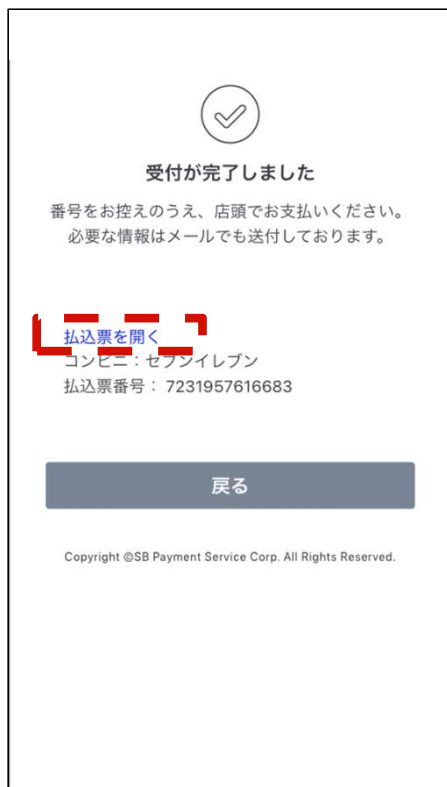 受付が完了しました
番号をお控えのうえ、店頭でお支払いください。
必要な情報はメールでも送付しております。
払込票を開く
コンビニ：セブンイレブン
払込票番号： 7231957616683
戻る
Copyright ©SB Payment Service Corp. All Rights Reserved.